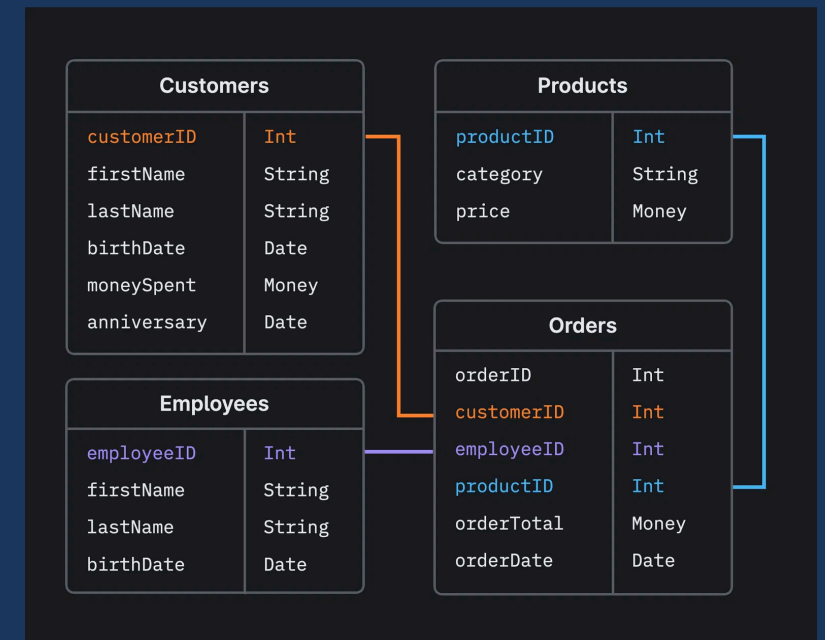 Customers
customerID Int
firstName String
lastName String
birthDate Date
moneySpent Money
anniversary Date
Employees
employeeID Int
firstName String
lastName String
birthDate Date
Products
productID Int
category String
price Money
Orders
orderID Int
customerID Int
employeeID Int
productID Int
orderTotal Money
orderDate Date